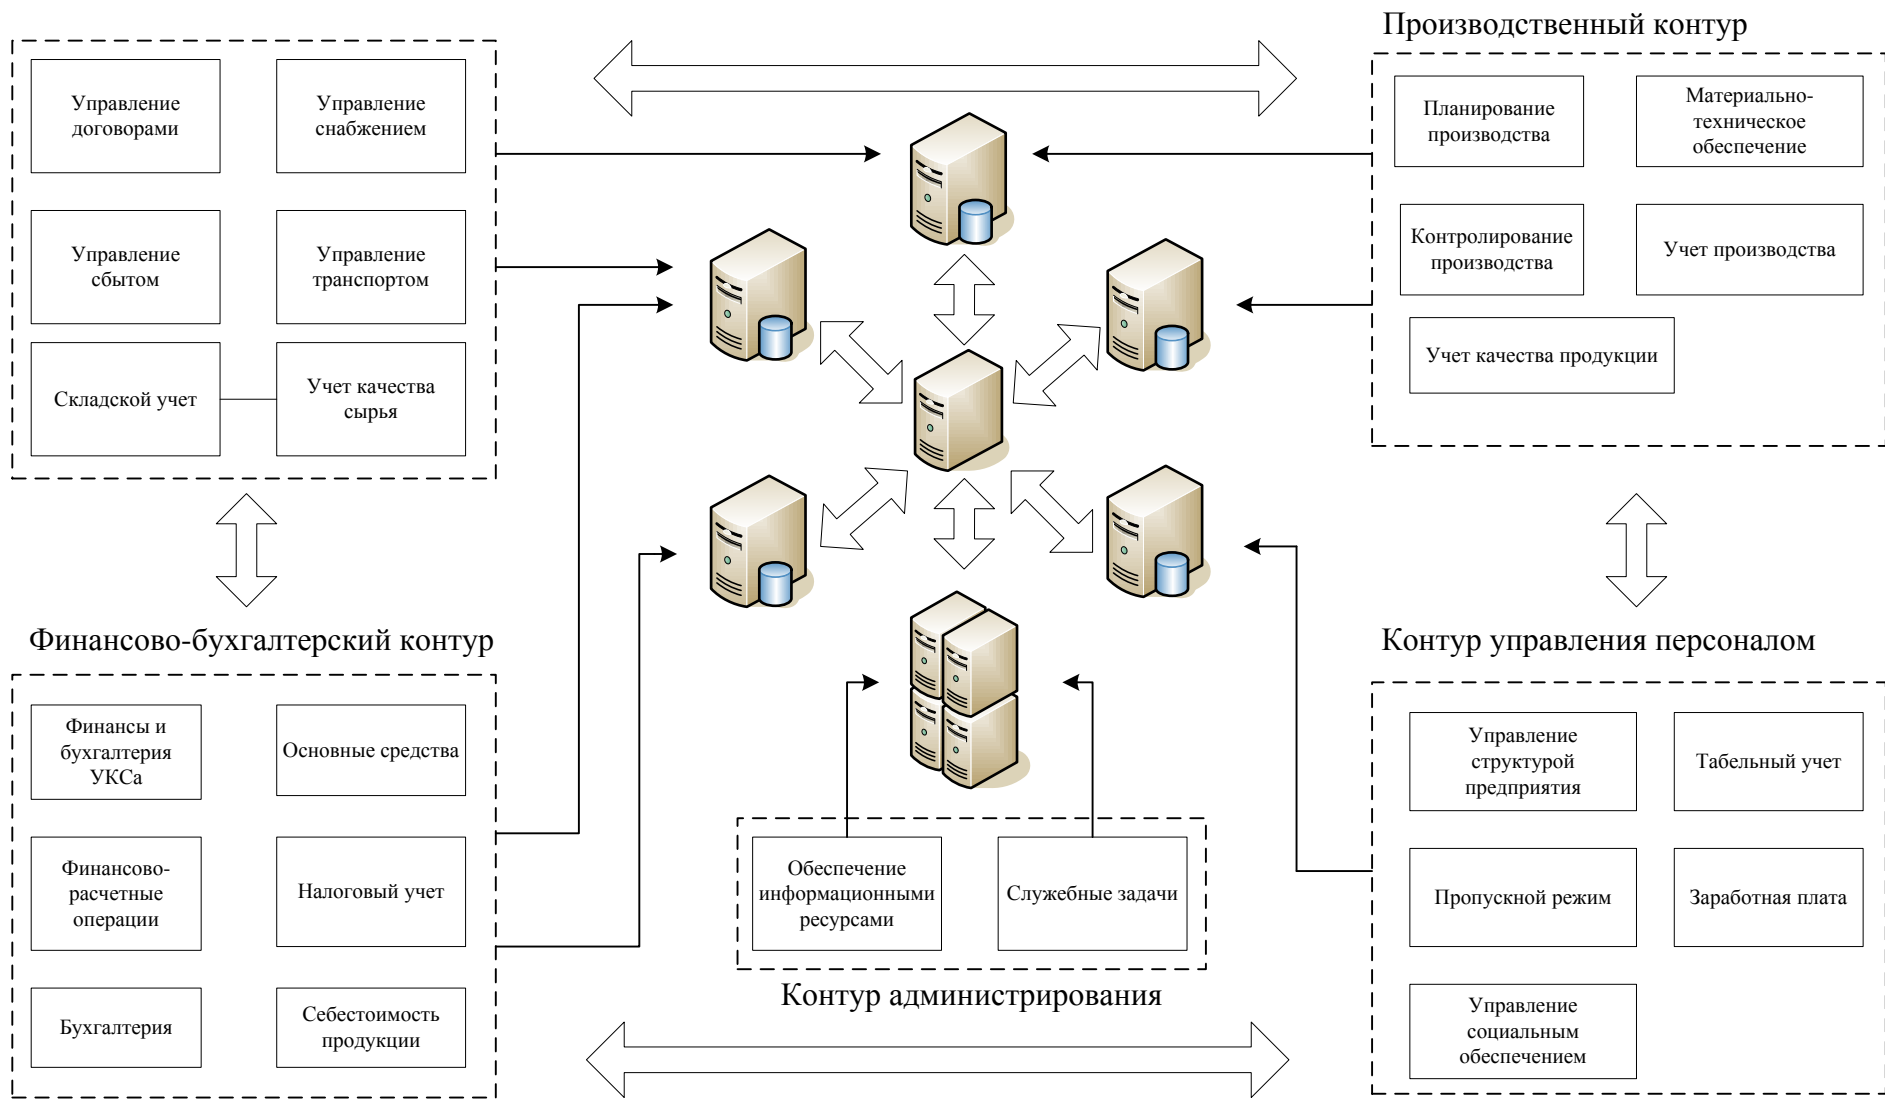 Производственный контур
Управление
договорами
Управление
снабжением
Управление
сбытом
Управление
транспортом
Складской учет
Учет качества
сырья
Планирование
производства
Материально-
техническое
обеспечение
Контролирование
производства
Учет производства
Учет качества продукции
Финансово-бухгалтерский контур
Финансы и
бухгалтерия
УКСа
Основные средства
Финансово-
расчетные
операции
Налоговый учет
Бухгалтерия
Себестоимость
продукции
Обеспечение
информационными
ресурсами
Служебные задачи
Контур администрирования
Контур управления персоналом
Управление
структурой
предприятия
Табельный учет
Пропускной режим
Заработная плата
Управление
социальным
обеспечением